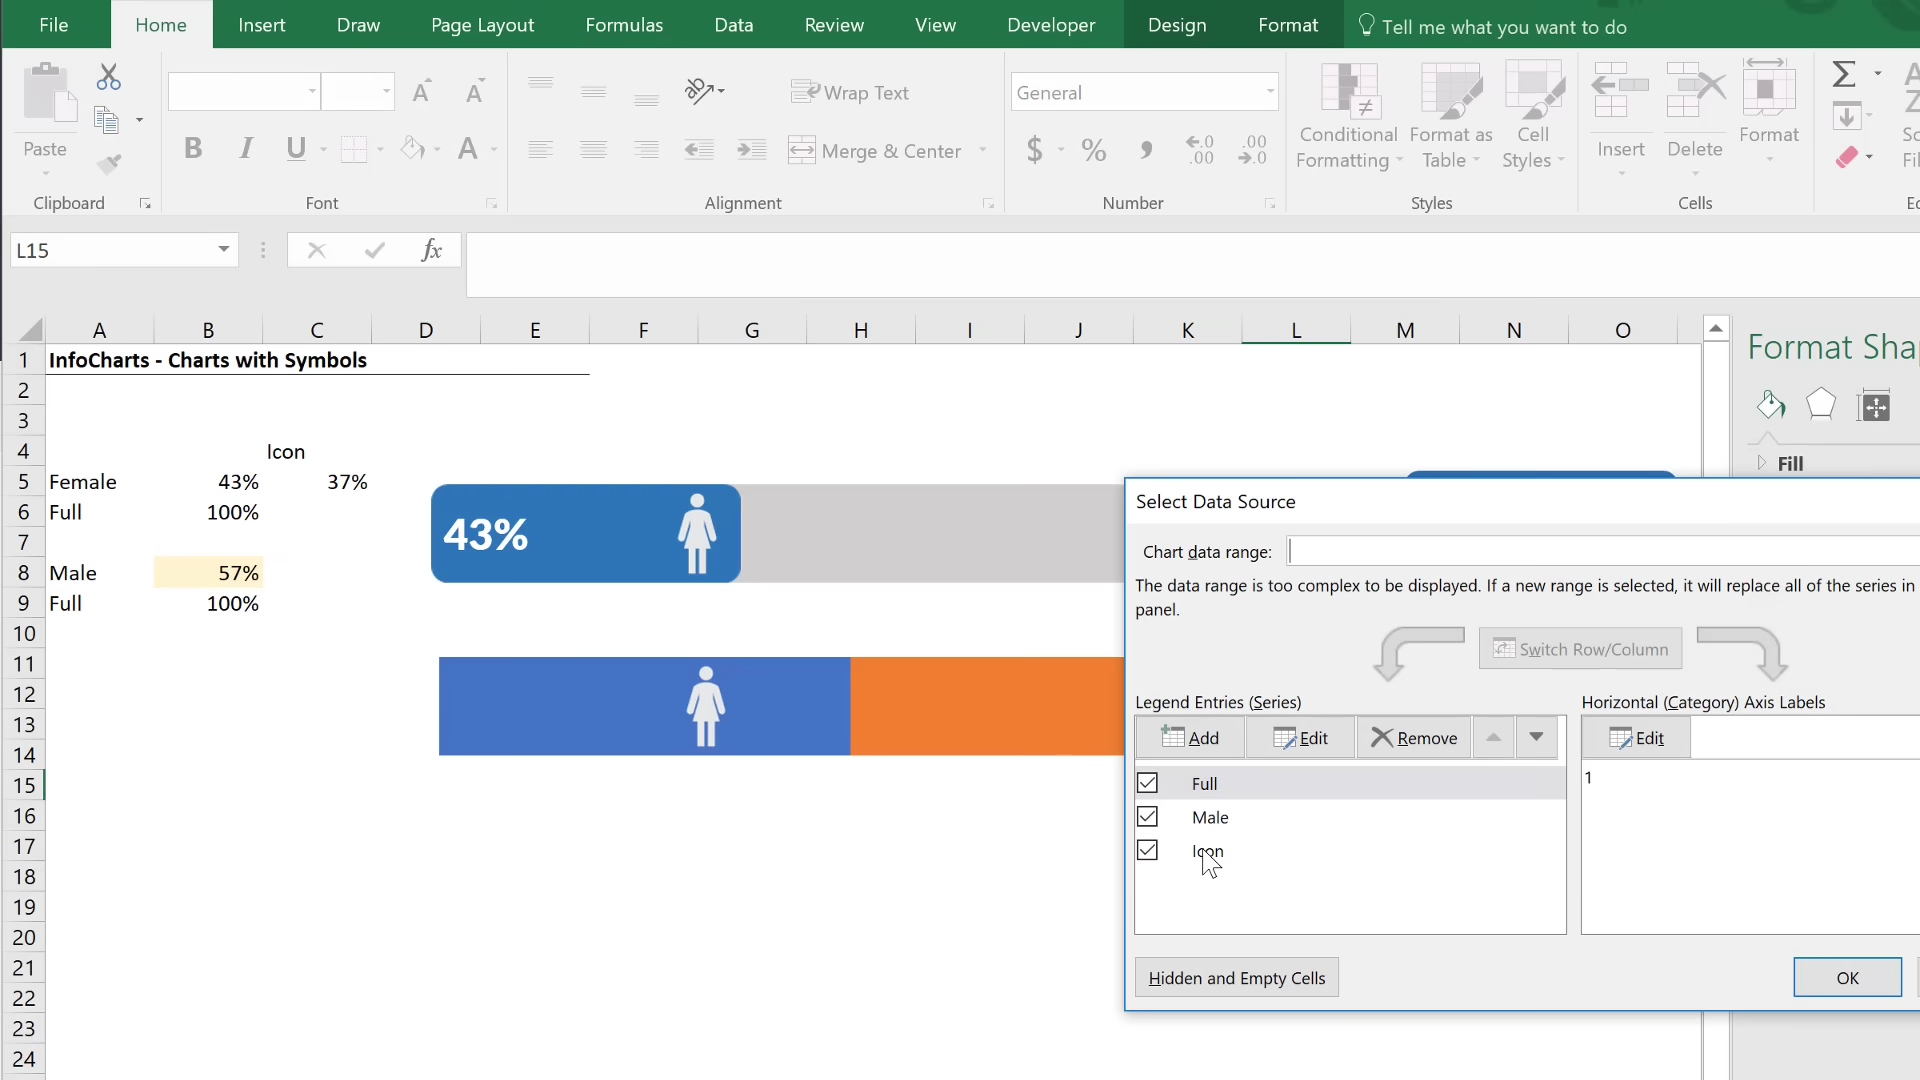 File Home Insert Draw Page Layout Formulas Data Review View Developer Design Format Tell me what you want to do
Paste
B I U A
ab
Wrap Text
Merge & Center
General
$ % , .00
Conditional Formatting
Format as Table
Cell Styles
Insert Delete Format
Clipboard Font Alignment Number Styles Cells
L15
fx
A B C D E F G H I J K L M N O
Format Sha
Fill
1 InfoCharts - Charts with Symbols
2
3
4 Icon
5 Female 43% 37%
6 Full 100%
7
8 Male 57%
9 Full 100%
10
11
12
13
14
15
16
17
18
19
20
21
22
23
24
43%
Select Data Source
Chart data range:
The data range is too complex to be displayed. If a new range is selected, it will replace all of the series in
panel.
Switch Row/Column
Legend Entries (Series)
Horizontal (Category) Axis Labels
Add Edit Remove
Edit
Full
Male
Icon
1
Hidden and Empty Cells
OK